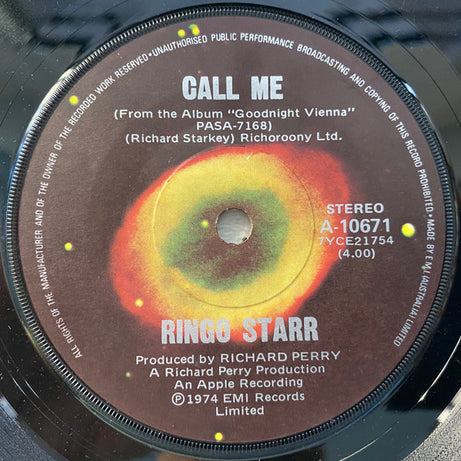 ALL RIGHTS OF THE MANUFACTURER AND OF THE OWNER OF THE RECORDED WORK RESERVED • UNAUTHORISED PUBLIC PERFORMANCE BROADCASTING AND COPYING OF THIS RECORD PROHIBITED • MADE BY E.M.I (AUSTRALIA) LIMITED
CALL ME
(From the Album "Goodnight Vienna"
PASA-7168)
(Richard Starkey) Richoroony Ltd.
STEREO
A-10671
7YCE21754
(4.00)
RINGO STARR
Produced by RICHARD PERRY
A Richard Perry Production
An Apple Recording
Ⓟ1974 EMI Records
Limited